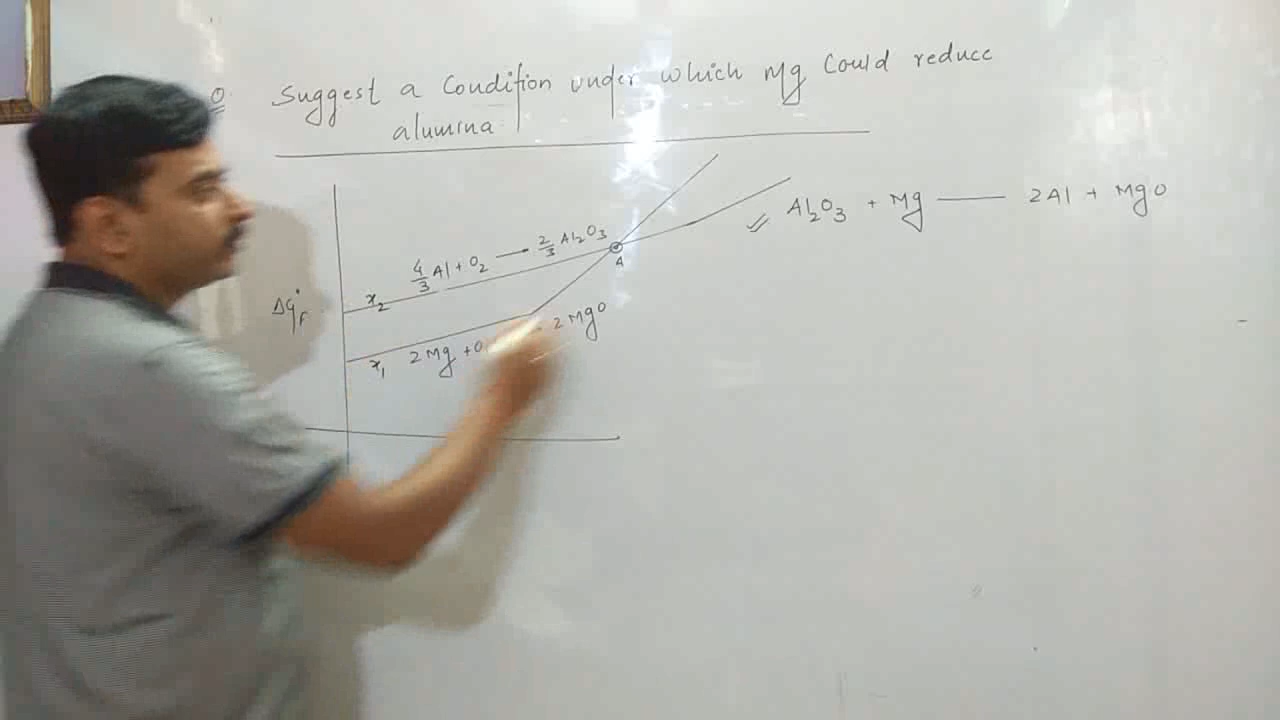 Q. Suggest a Condition under which Mg Could reduce
alumina.
Al2O3 + Mg —— 2Al + MgO
4/3 Al + O2 → 2/3 Al2O3
x2
A
ΔG°f
2Mg + O 2MgO
x1